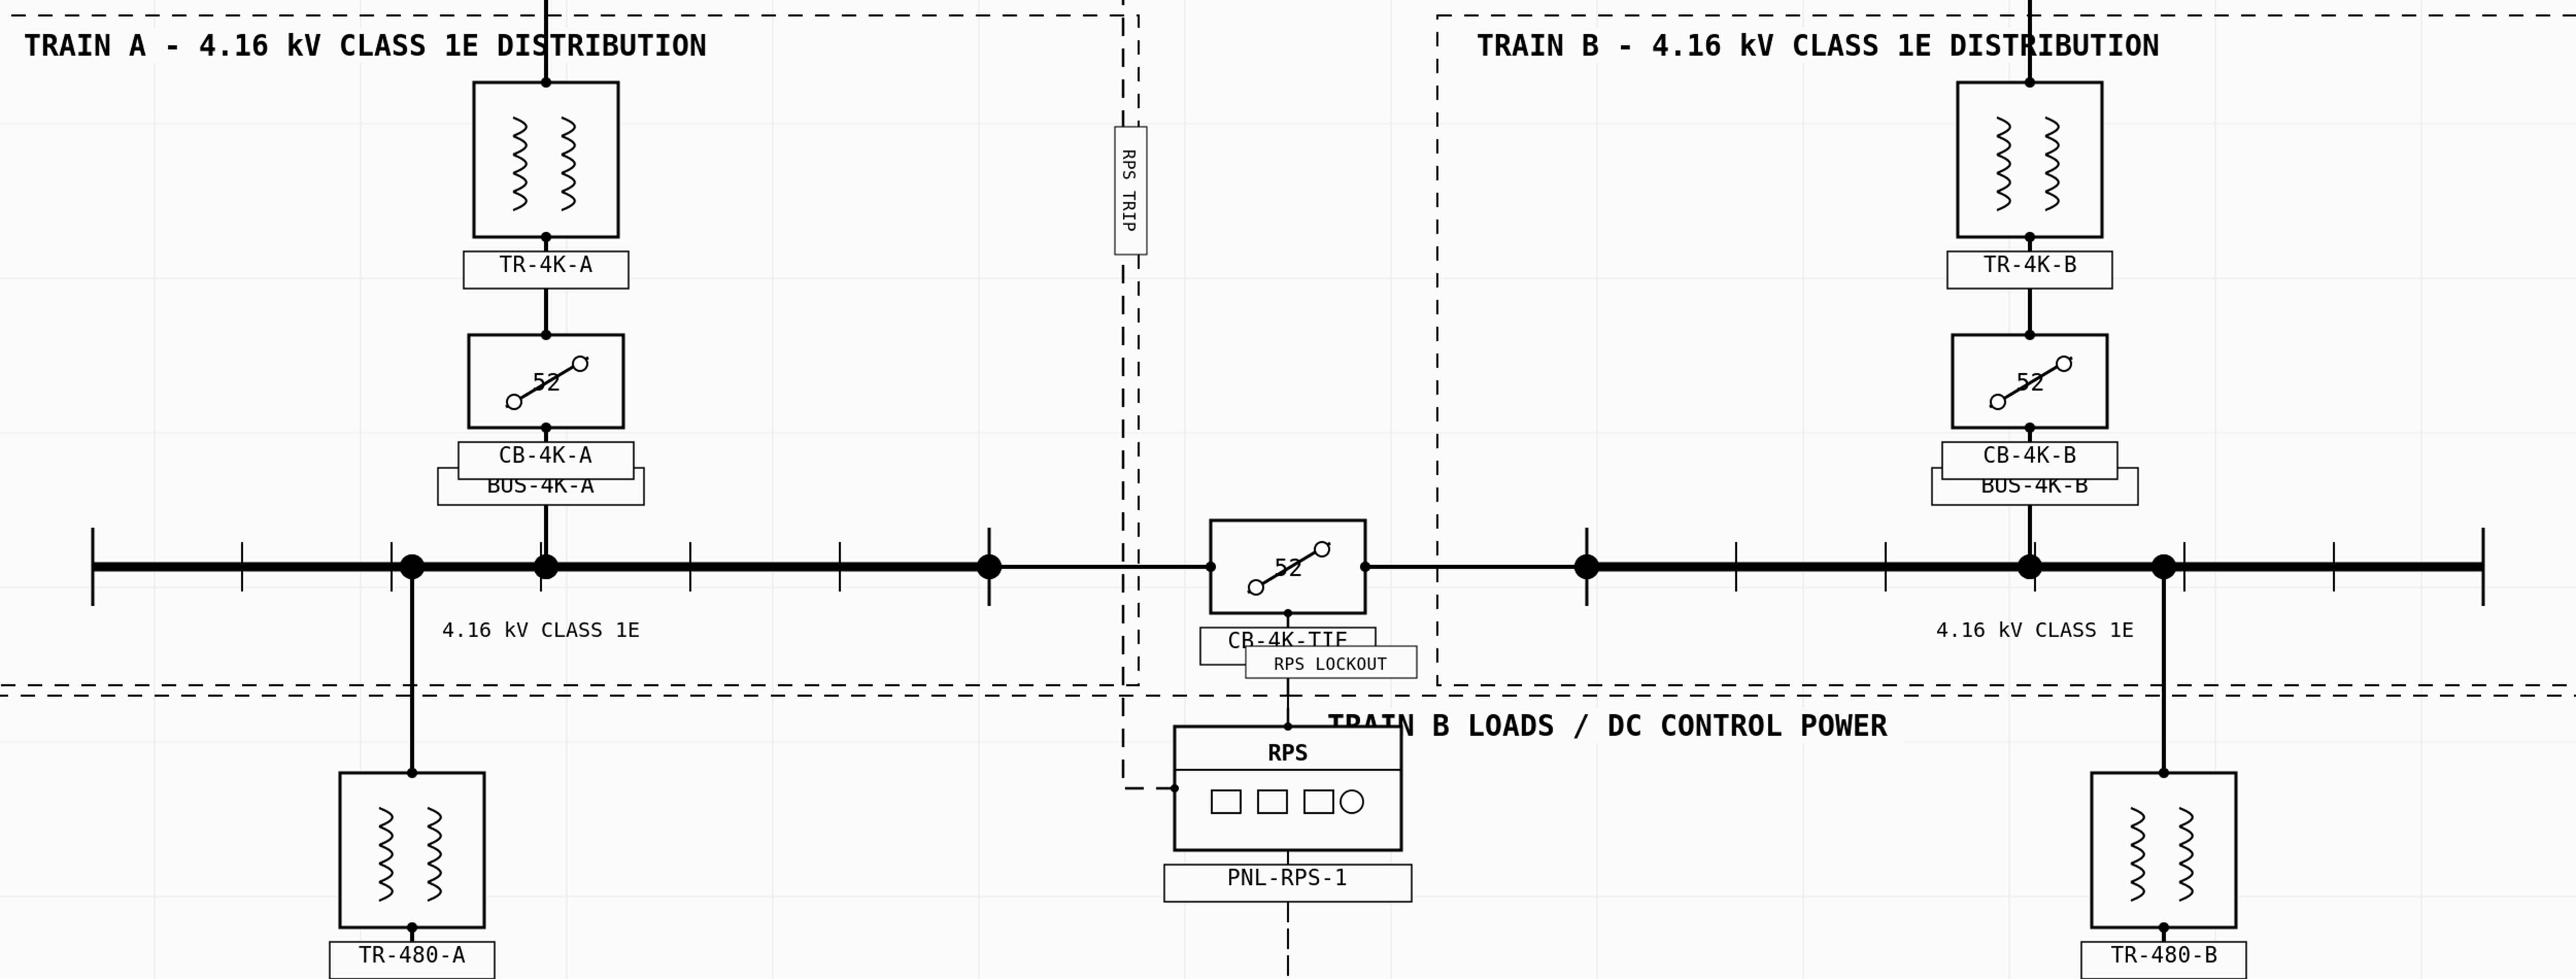 TRAIN A - 4.16 kV CLASS 1E DISTRIBUTION
TRAIN B - 4.16 kV CLASS 1E DISTRIBUTION
RPS TRIP
TR-4K-A
TR-4K-B
52
52
CB-4K-A
CB-4K-B
BUS-4K-A
BUS-4K-B
52
4.16 kV CLASS 1E
4.16 kV CLASS 1E
CB-4K-TIE
RPS LOCKOUT
TRAIN B LOADS / DC CONTROL POWER
RPS
PNL-RPS-1
TR-480-A
TR-480-B